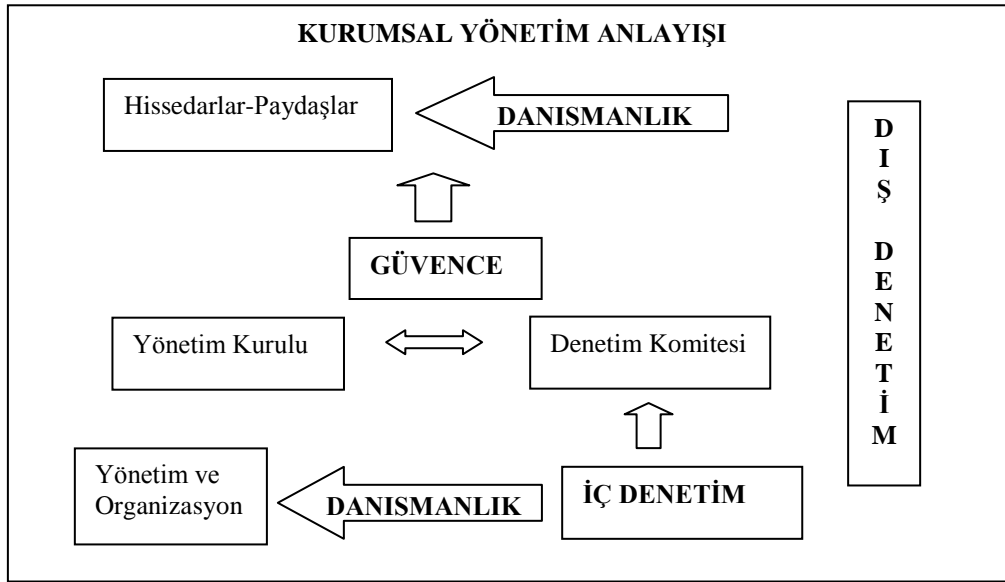 KURUMSAL YÖNETİM ANLAYIŞI
Hissedarlar-Paydaşlar
DANISMANLIK
GÜVENCE
Yönetim Kurulu
Denetim Komitesi
Yönetim ve
Organizasyon
DANISMANLIK
İÇ DENETİM
D
I
Ş
D
E
N
E
T
İ
M